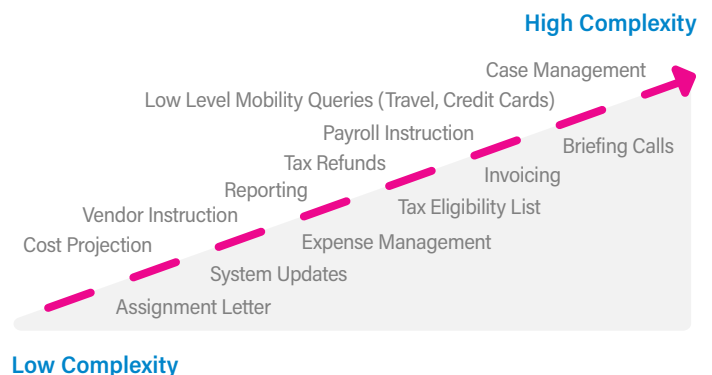 High Complexity
Case Management
Low Level Mobility Queries (Travel, Credit Cards)
Payroll Instruction
Briefing Calls
Tax Refunds
Invoicing
Reporting
Tax Eligibility List
Vendor Instruction
Expense Management
Cost Projection
System Updates
Assignment Letter
Low Complexity